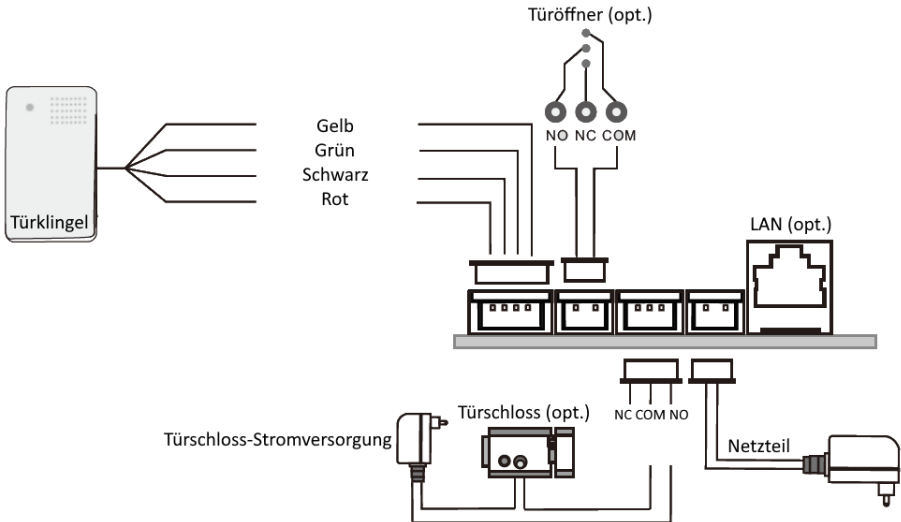 Türöffner (opt.)
NO NC COM
Gelb
Grün
Schwarz
Rot
Türklingel
LAN (opt.)
NC COM NO
Türschloss (opt.)
Türschloss-Stromversorgung
Netzteil